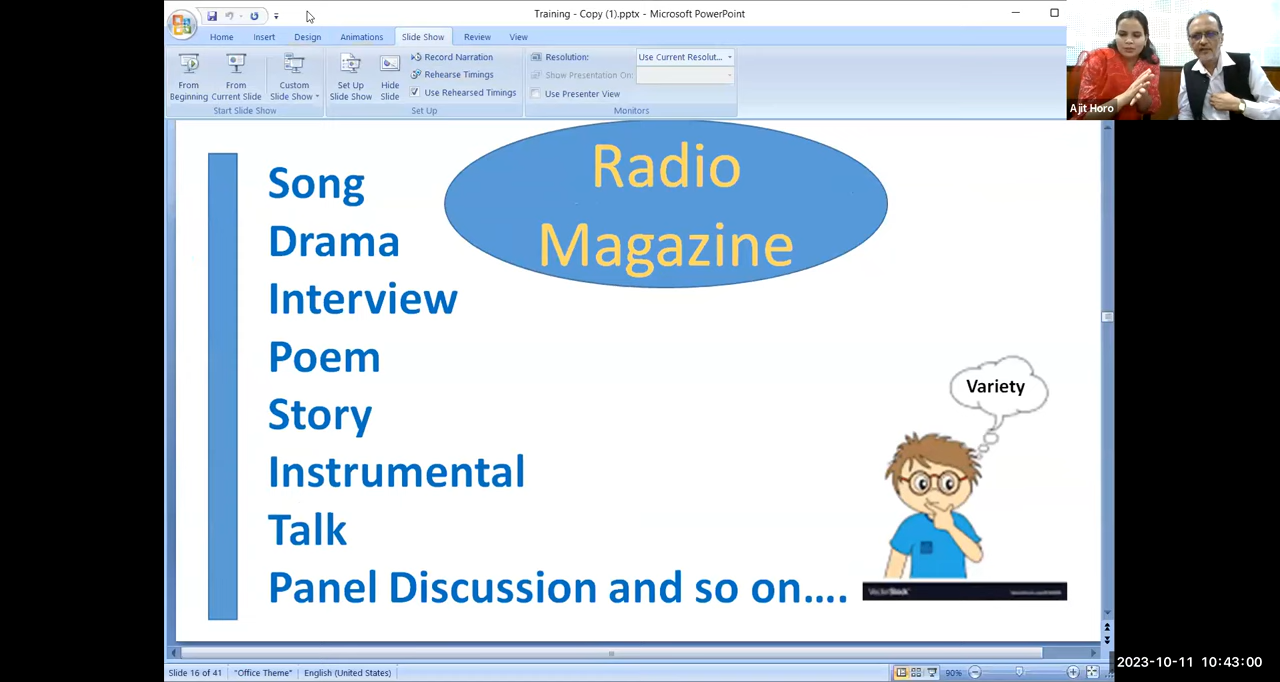 Training - Copy (1).pptx - Microsoft PowerPoint
Home Insert Design Animations Slide Show Review View
From Beginning
From Current Slide
Custom Slide Show
Start Slide Show
Set Up Slide Show
Hide Slide
Record Narration
Rehearse Timings
Use Rehearsed Timings
Set Up
Resolution: Use Current Resolut...
Show Presentation On:
Use Presenter View
Monitors
Ajit Horo
Radio
Magazine
Song
Drama
Interview
Poem
Story
Instrumental
Talk
Panel Discussion and so on....
Variety
VectorStock
Slide 16 of 41 "Office Theme" English (United States) 90%
2023-10-11 10:43:00